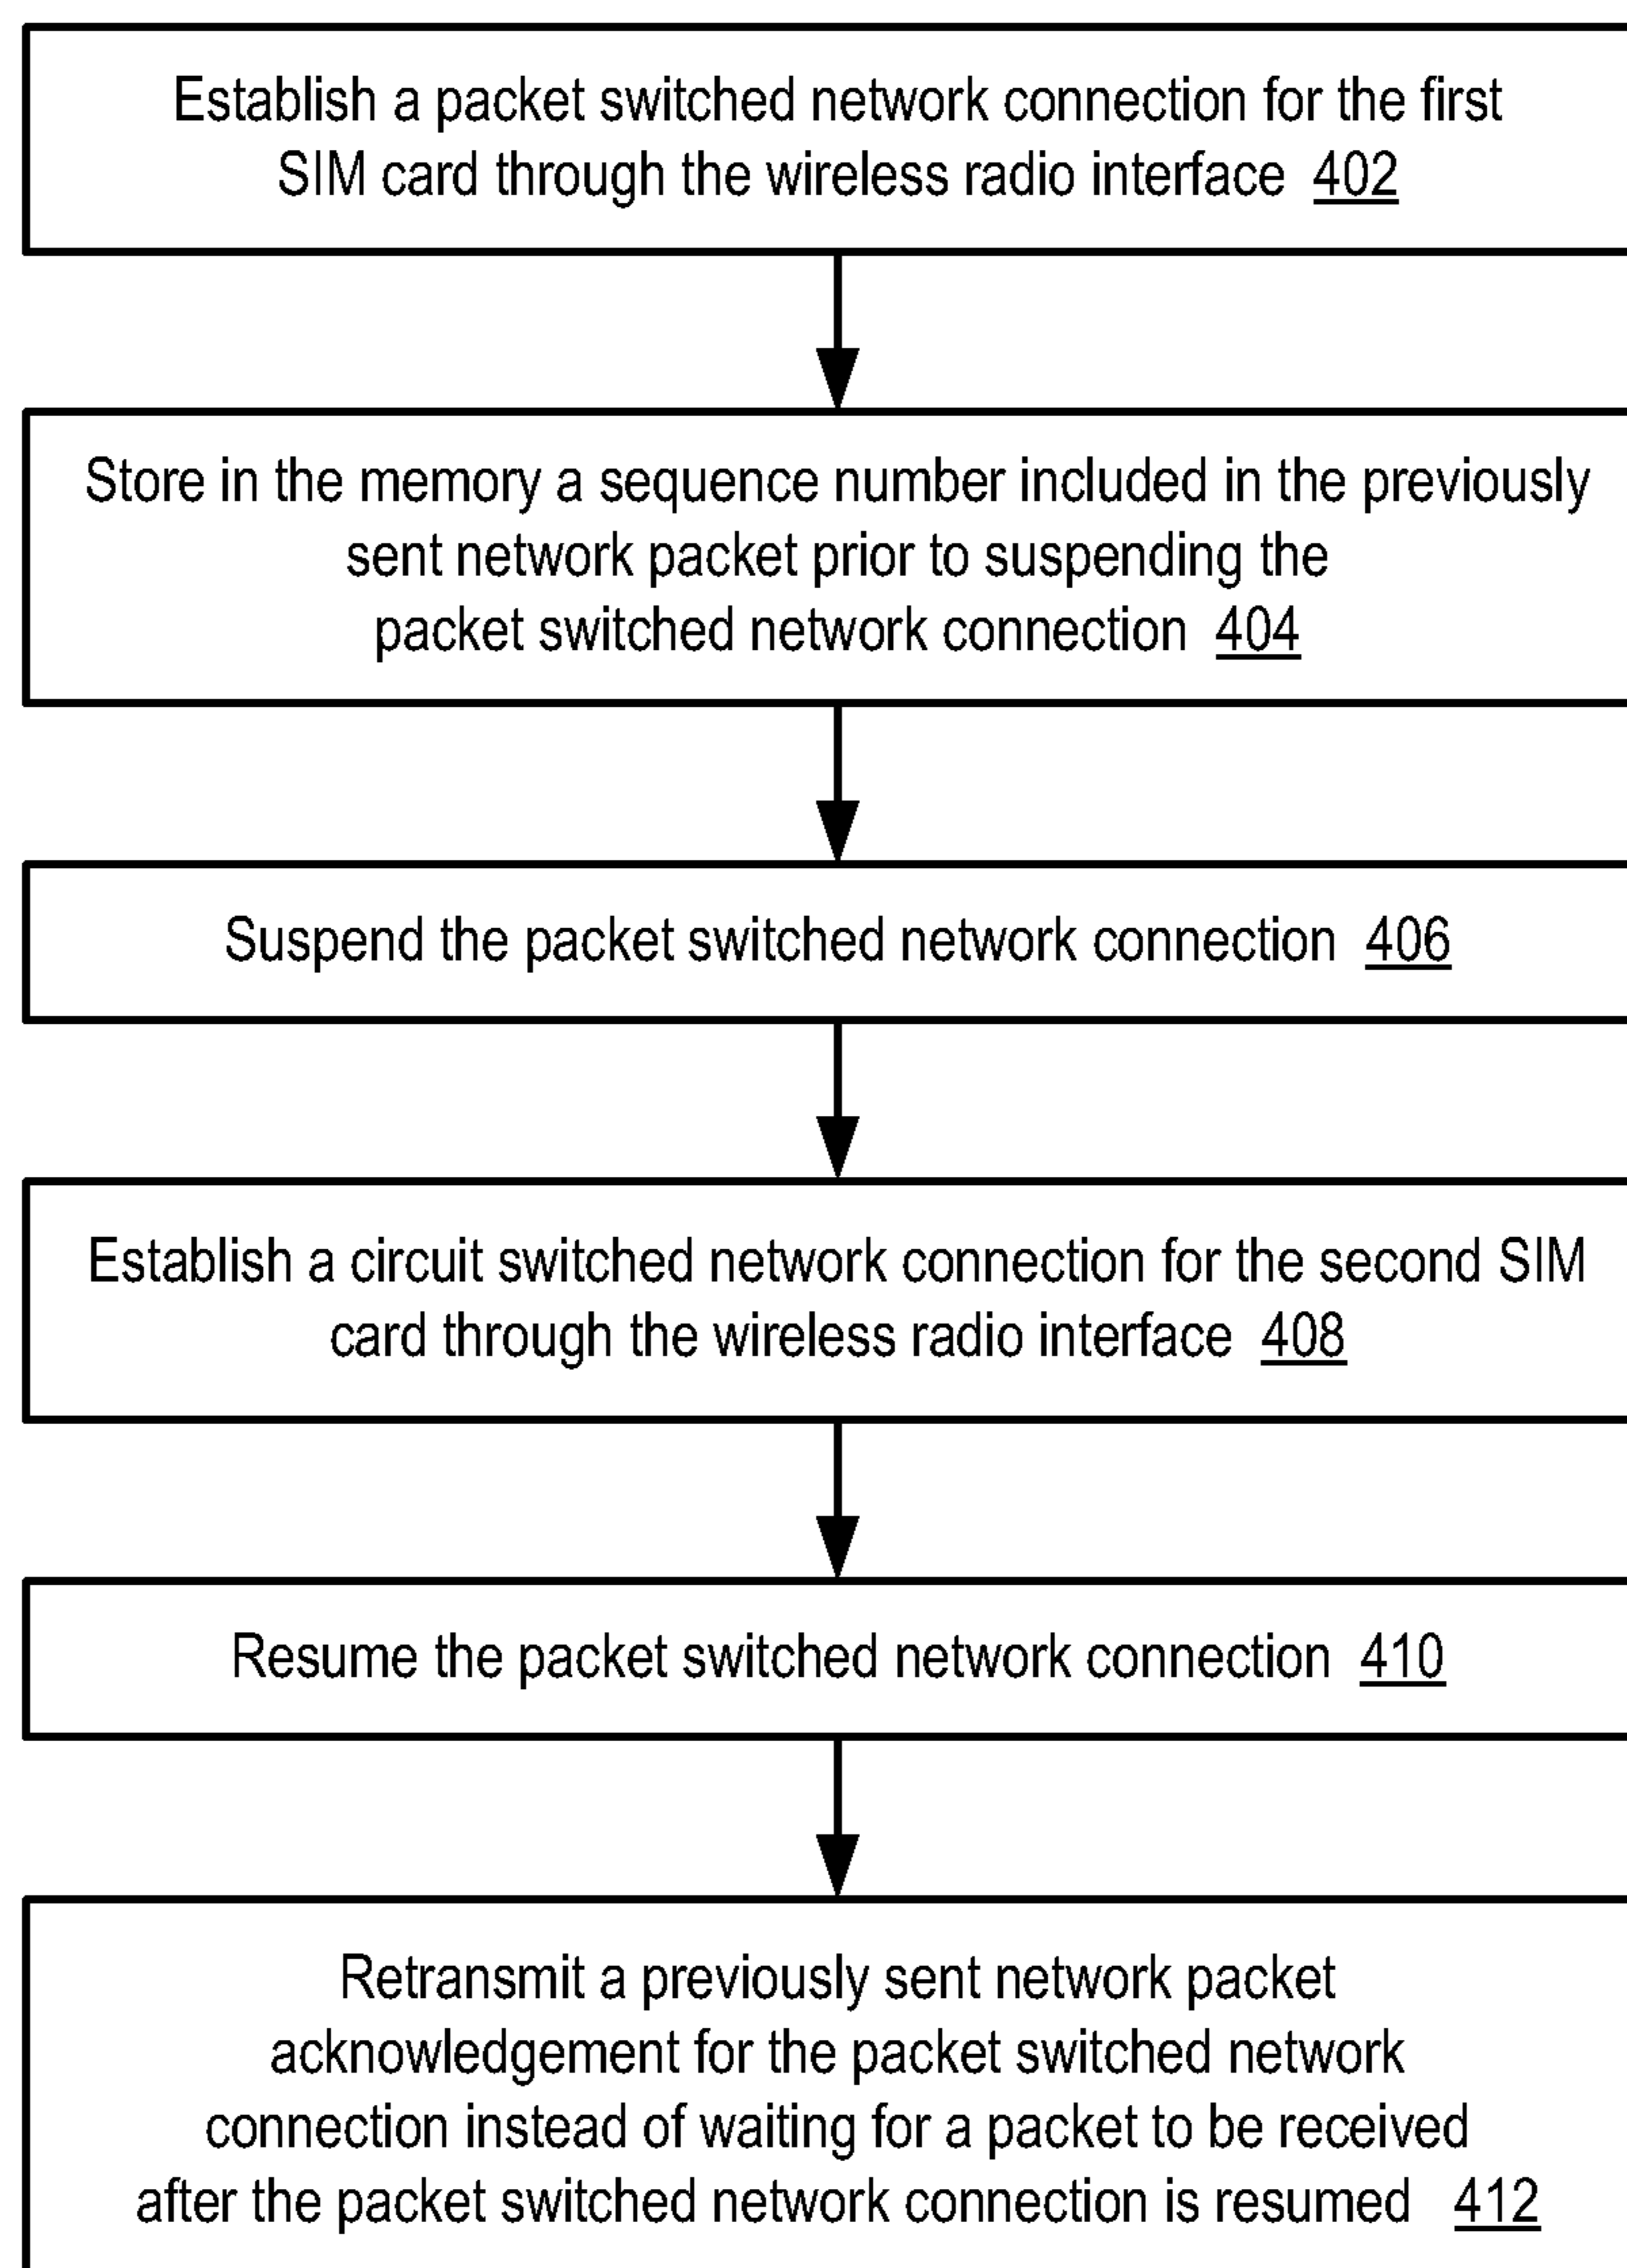 Establish a packet switched network connection for the first
SIM card through the wireless radio interface 402
Store in the memory a sequence number included in the previously
sent network packet prior to suspending the
packet switched network connection 404
Suspend the packet switched network connection 406
Establish a circuit switched network connection for the second SIM
card through the wireless radio interface 408
Resume the packet switched network connection 410
Retransmit a previously sent network packet
acknowledgement for the packet switched network
connection instead of waiting for a packet to be received
after the packet switched network connection is resumed 412